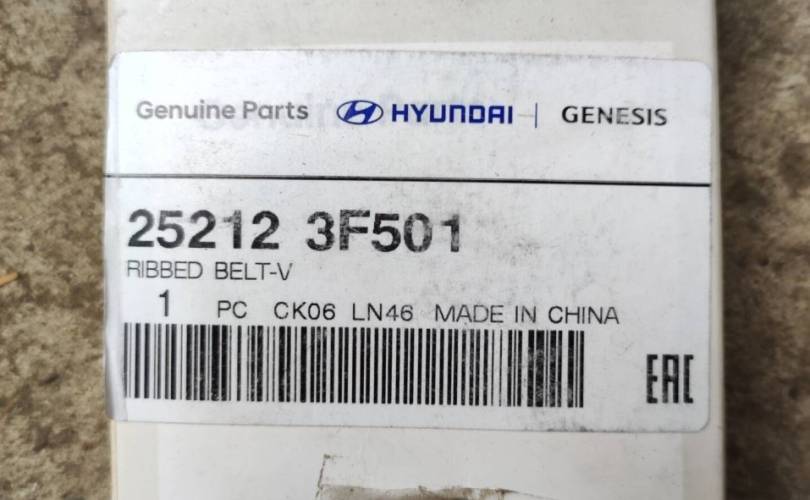 Genuine Parts HYUNDAI | GENESIS
25212 3F501
RIBBED BELT-V
1 PC CK06 LN46 MADE IN CHINA
EAC